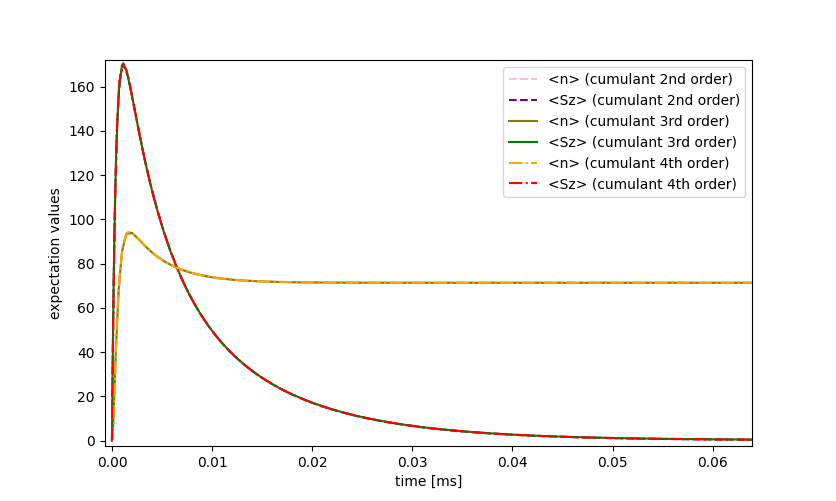 <n> (cumulant 2nd order)
<Sz> (cumulant 2nd order)
<n> (cumulant 3rd order)
<Sz> (cumulant 3rd order)
<n> (cumulant 4th order)
<Sz> (cumulant 4th order)
expectation values
160
140
120
100
80
60
40
20
0
0.00 0.01 0.02 0.03 0.04 0.05 0.06
time [ms]